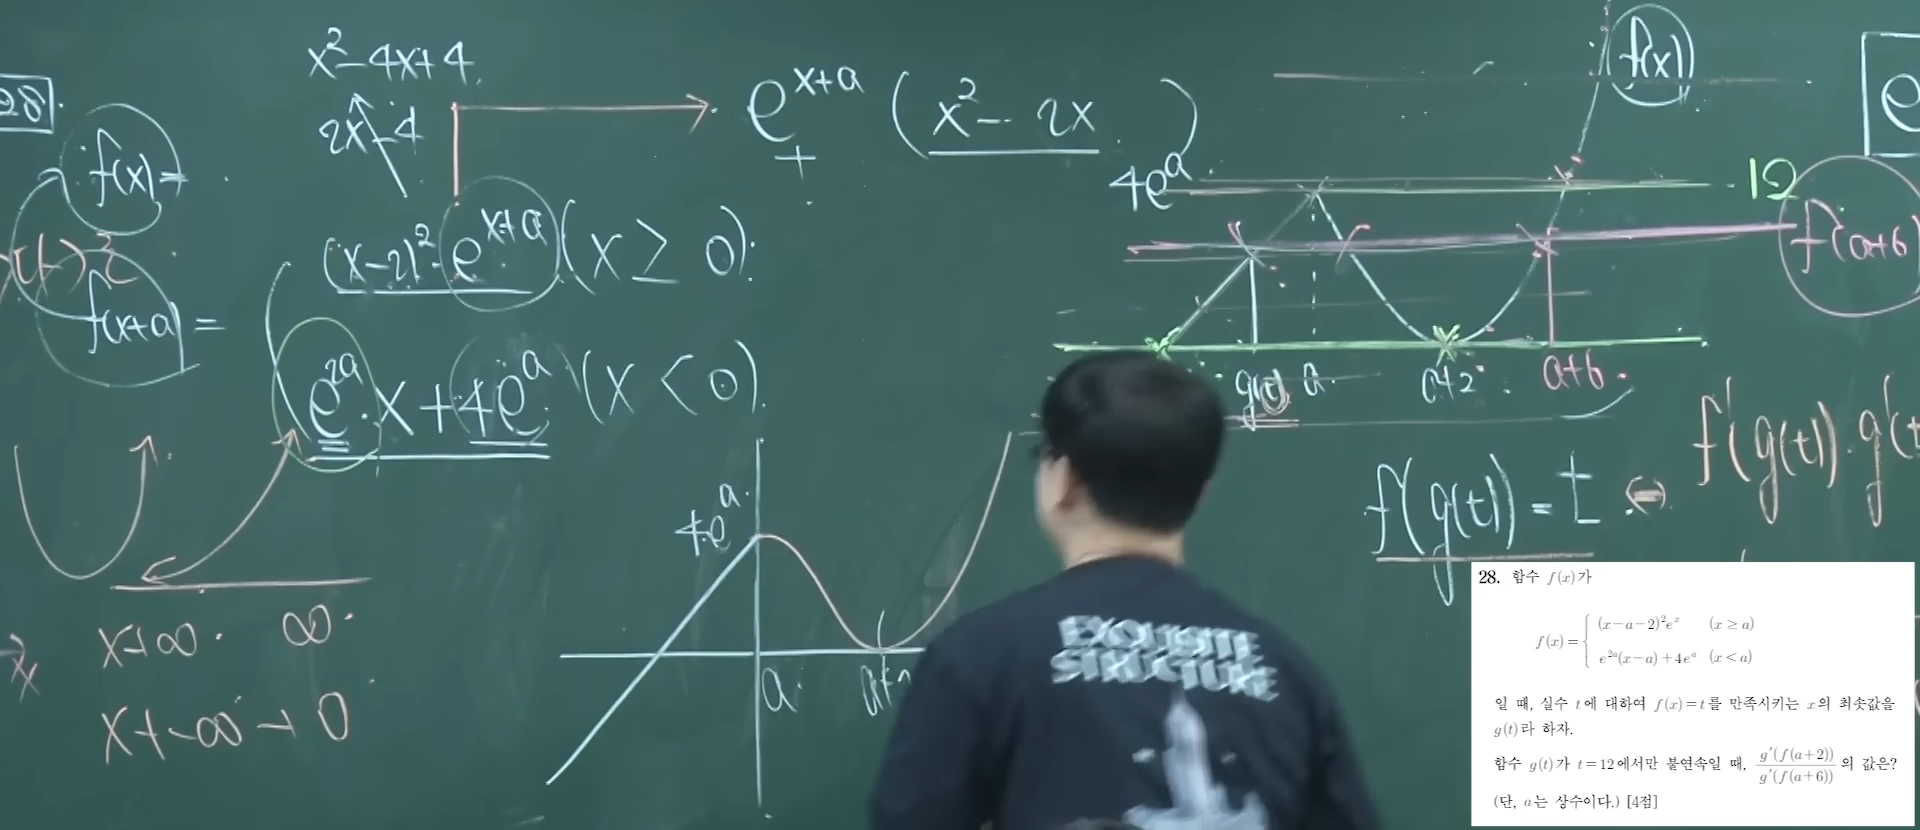 28.
x² - 4x + 4
2x - 4
f(x) =
f(x+a) =
(x-2)² · e^{x+a} (x ≥ 0)
e^{2a} · x + 4e^a (x < 0)
e^{x+a} (x² - 2x)
+
x → ∞ · ∞
x → -∞ → 0
4e^a
a
4e^a
f(x)
12
f(a+6)
g(t) a a+2 a+6
f(g(t)) = t ⇔ f'(g(t)) · g'(t
e
EXQUISITE
STRUCTURE
28. 함수 f(x)가
f(x) = { (x-a-2)²e^x (x ≥ a)
e^{2a}(x-a)+4e^a (x < a)
일 때, 실수 t에 대하여 f(x)=t를 만족시키는 x의 최솟값을
g(t)라 하자.
함수 g(t)가 t=12에서만 불연속일 때, g′(f(a+2)) / g′(f(a+6)) 의 값은?
(단, a는 상수이다.) [4점]